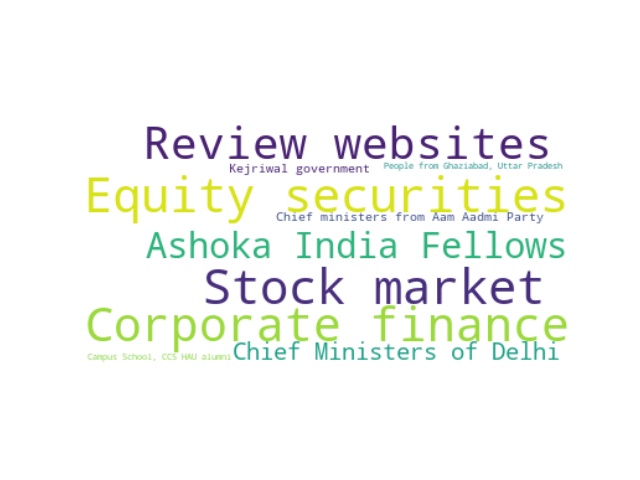 Review websites
Kejriwal government
People from Ghaziabad, Uttar Pradesh
Equity securities
Chief ministers from Aam Aadmi Party
Ashoka India Fellows
Stock market
Corporate finance
Campus School, CCS HAU alumni
Chief Ministers of Delhi